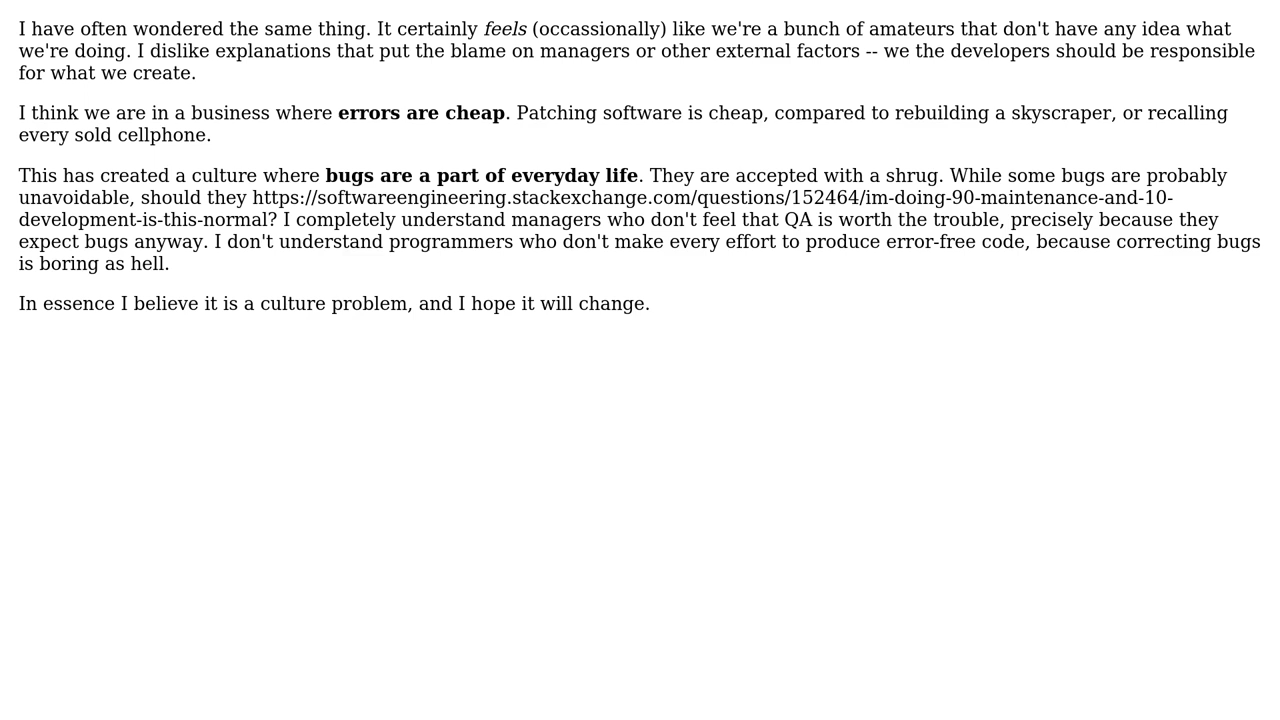 I have often wondered the same thing. It certainly feels (occassionally) like we're a bunch of amateurs that don't have any idea what
we're doing. I dislike explanations that put the blame on managers or other external factors -- we the developers should be responsible
for what we create.
I think we are in a business where errors are cheap. Patching software is cheap, compared to rebuilding a skyscraper, or recalling
every sold cellphone.
This has created a culture where bugs are a part of everyday life. They are accepted with a shrug. While some bugs are probably
unavoidable, should they https://softwareengineering.stackexchange.com/questions/152464/im-doing-90-maintenance-and-10-
development-is-this-normal? I completely understand managers who don't feel that QA is worth the trouble, precisely because they
expect bugs anyway. I don't understand programmers who don't make every effort to produce error-free code, because correcting bugs
is boring as hell.
In essence I believe it is a culture problem, and I hope it will change.